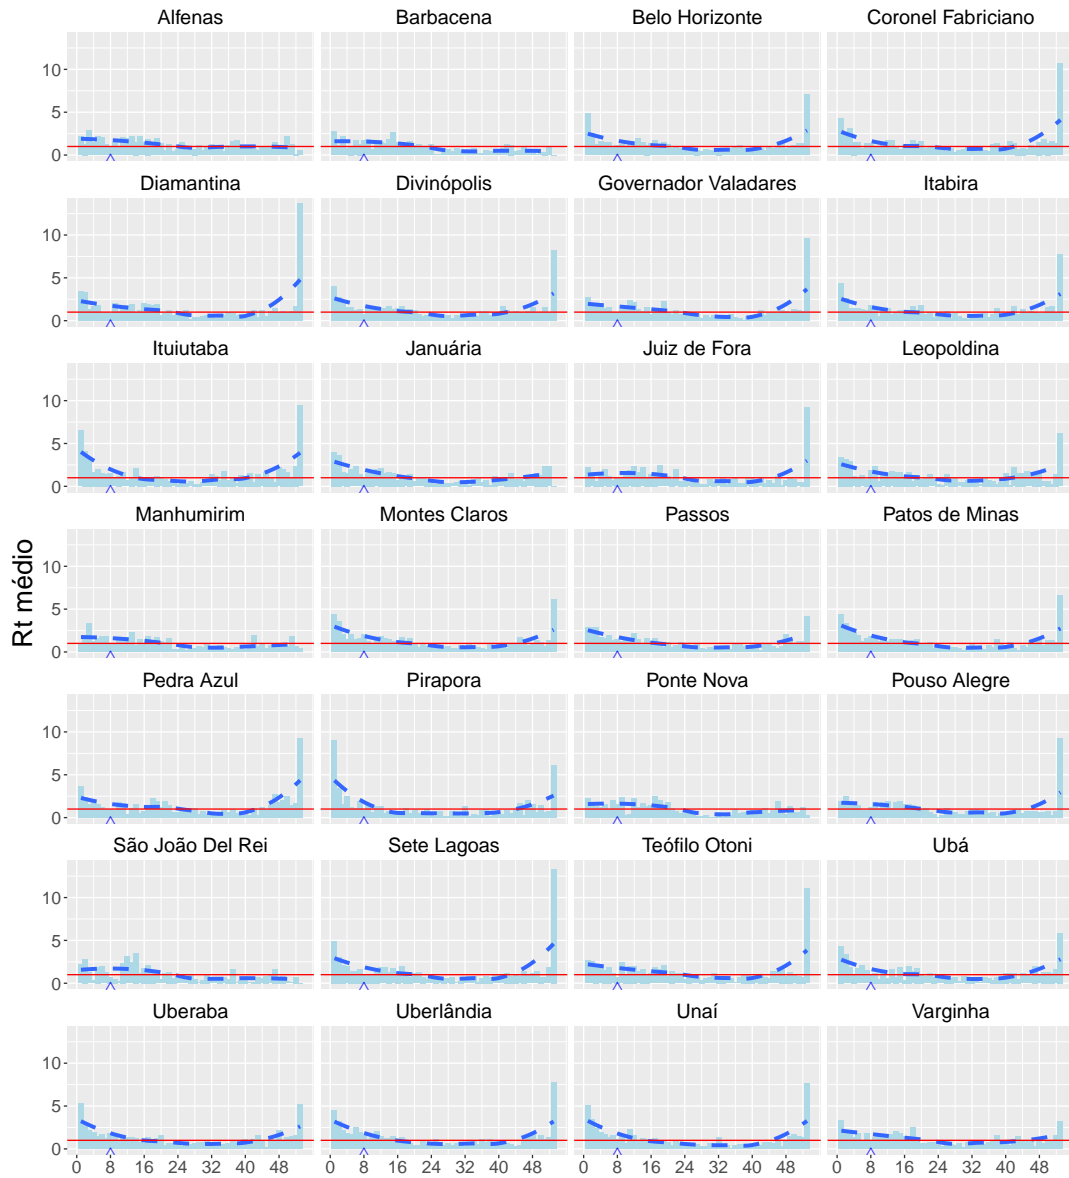 Alfenas Barbacena Belo Horizonte Coronel Fabriciano
10
5
0
Diamantina Divinópolis Governador Valadares Itabira
10
5
0
Ituiutaba Januária Juiz de Fora Leopoldina
10
5
0
Manhumirim Montes Claros Passos Patos de Minas
10
5
0
Rt médio
Pedra Azul Pirapora Ponte Nova Pouso Alegre
10
5
0
São João Del Rei Sete Lagoas Teófilo Otoni Ubá
10
5
0
Uberaba Uberlândia Unaí Varginha
10
5
0
0 8 16 24 32 40 48 0 8 16 24 32 40 48 0 8 16 24 32 40 48 0 8 16 24 32 40 48